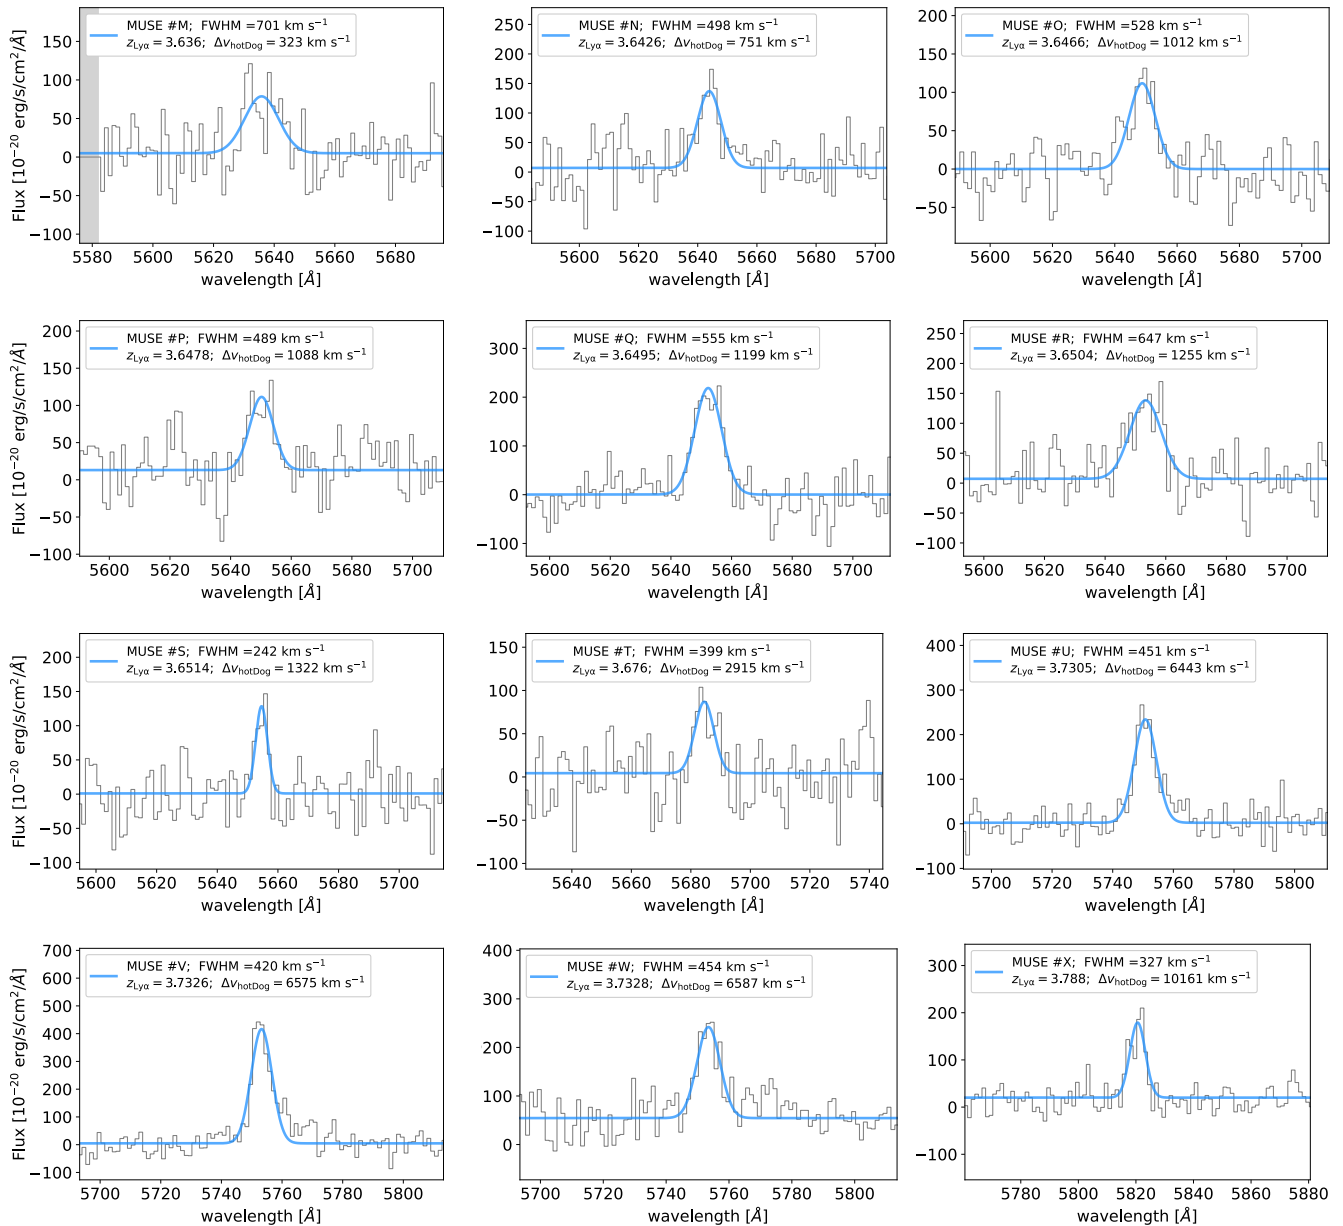 MUSE #M; FWHM =701 km s⁻¹
z_Lyα = 3.636; Δv_hotDog = 323 km s⁻¹
150
100
50
0
−50
−100
Flux [10⁻²⁰ erg/s/cm²/Å]
5580 5600 5620 5640 5660 5680
wavelength [Å]
MUSE #N; FWHM =498 km s⁻¹
z_Lyα = 3.6426; Δv_hotDog = 751 km s⁻¹
250
200
150
100
50
0
−50
−100
5600 5620 5640 5660 5680 5700
wavelength [Å]
MUSE #O; FWHM =528 km s⁻¹
z_Lyα = 3.6466; Δv_hotDog = 1012 km s⁻¹
200
150
100
50
0
−50
5600 5620 5640 5660 5680 5700
wavelength [Å]
MUSE #P; FWHM =489 km s⁻¹
z_Lyα = 3.6478; Δv_hotDog = 1088 km s⁻¹
200
150
100
50
0
−50
−100
Flux [10⁻²⁰ erg/s/cm²/Å]
5600 5620 5640 5660 5680 5700
wavelength [Å]
MUSE #Q; FWHM =555 km s⁻¹
z_Lyα = 3.6495; Δv_hotDog = 1199 km s⁻¹
300
200
100
0
−100
5600 5620 5640 5660 5680 5700
wavelength [Å]
MUSE #R; FWHM =647 km s⁻¹
z_Lyα = 3.6504; Δv_hotDog = 1255 km s⁻¹
250
200
150
100
50
0
−50
−100
5600 5620 5640 5660 5680 5700
wavelength [Å]
MUSE #S; FWHM =242 km s⁻¹
z_Lyα = 3.6514; Δv_hotDog = 1322 km s⁻¹
200
150
100
50
0
−50
−100
Flux [10⁻²⁰ erg/s/cm²/Å]
5600 5620 5640 5660 5680 5700
wavelength [Å]
MUSE #T; FWHM =399 km s⁻¹
z_Lyα = 3.676; Δv_hotDog = 2915 km s⁻¹
150
100
50
0
−50
−100
5640 5660 5680 5700 5720 5740
wavelength [Å]
MUSE #U; FWHM =451 km s⁻¹
z_Lyα = 3.7305; Δv_hotDog = 6443 km s⁻¹
400
300
200
100
0
−100
5700 5720 5740 5760 5780 5800
wavelength [Å]
MUSE #V; FWHM =420 km s⁻¹
z_Lyα = 3.7326; Δv_hotDog = 6575 km s⁻¹
700
600
500
400
300
200
100
0
−100
Flux [10⁻²⁰ erg/s/cm²/Å]
5700 5720 5740 5760 5780 5800
wavelength [Å]
MUSE #W; FWHM =454 km s⁻¹
z_Lyα = 3.7328; Δv_hotDog = 6587 km s⁻¹
400
300
200
100
0
5700 5720 5740 5760 5780 5800
wavelength [Å]
MUSE #X; FWHM =327 km s⁻¹
z_Lyα = 3.788; Δv_hotDog = 10161 km s⁻¹
300
200
100
0
−100
5780 5800 5820 5840 5860 5880
wavelength [Å]